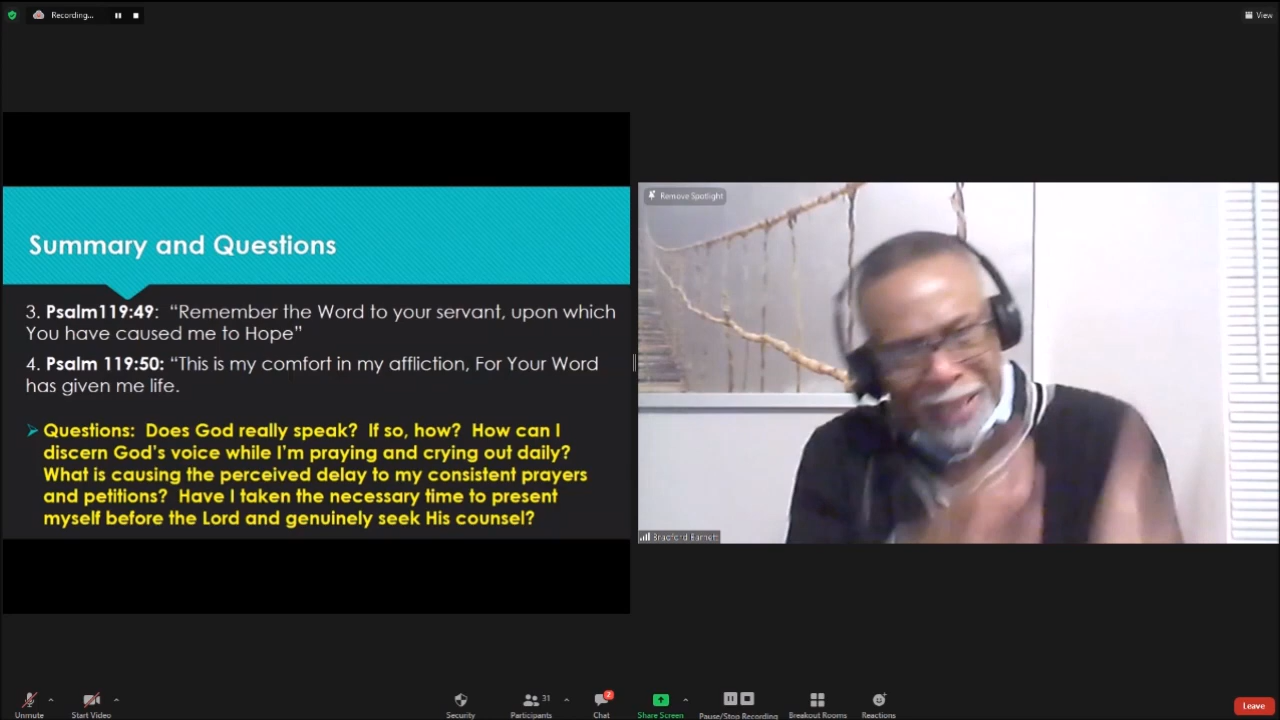 Recording...
View
Summary and Questions
3. Psalm119:49: “Remember the Word to your servant, upon which
You have caused me to Hope”
4. Psalm 119:50: “This is my comfort in my affliction, For Your Word
has given me life.
Questions: Does God really speak? If so, how? How can I
discern God’s voice while I’m praying and crying out daily?
What is causing the perceived delay to my consistent prayers
and petitions? Have I taken the necessary time to present
myself before the Lord and genuinely seek His counsel?
Remove Spotlight
Bradford Barnett
31
2
Unmute
Start Video
Security
Participants
Chat
Share Screen
Pause/Stop Recording
Breakout Rooms
Reactions
Leave